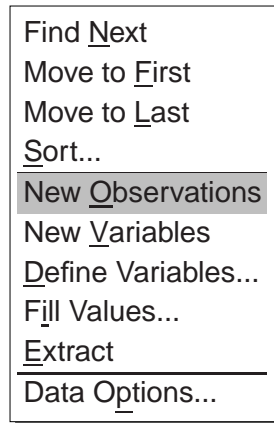 Find Next
Move to First
Move to Last
Sort...
New Observations
New Variables
Define Variables...
Fill Values...
Extract
Data Options...